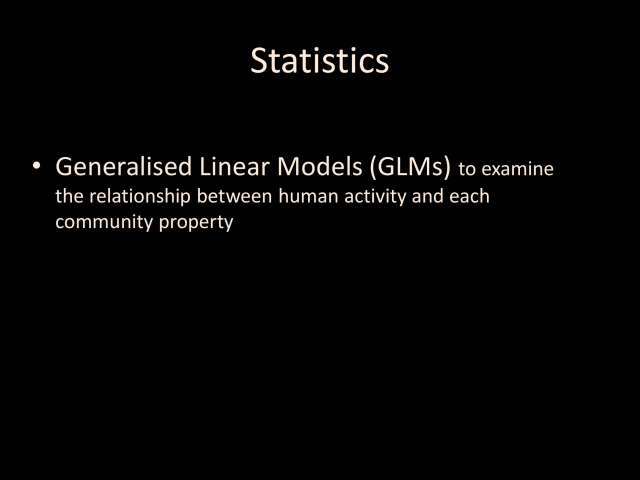 Statistics
• Generalised Linear Models (GLMs) to examine
the relationship between human activity and each
community property